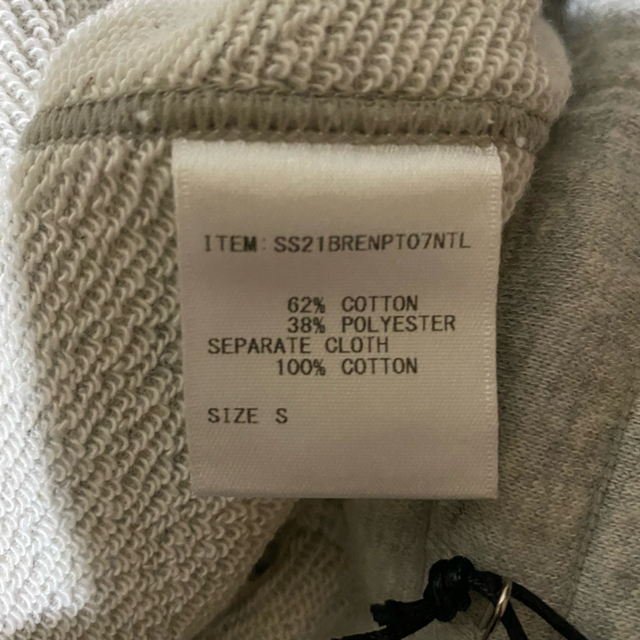 ITEM:SS21BRENPT07NTL
62% COTTON
38% POLYESTER
SEPARATE CLOTH
100% COTTON
SIZE S